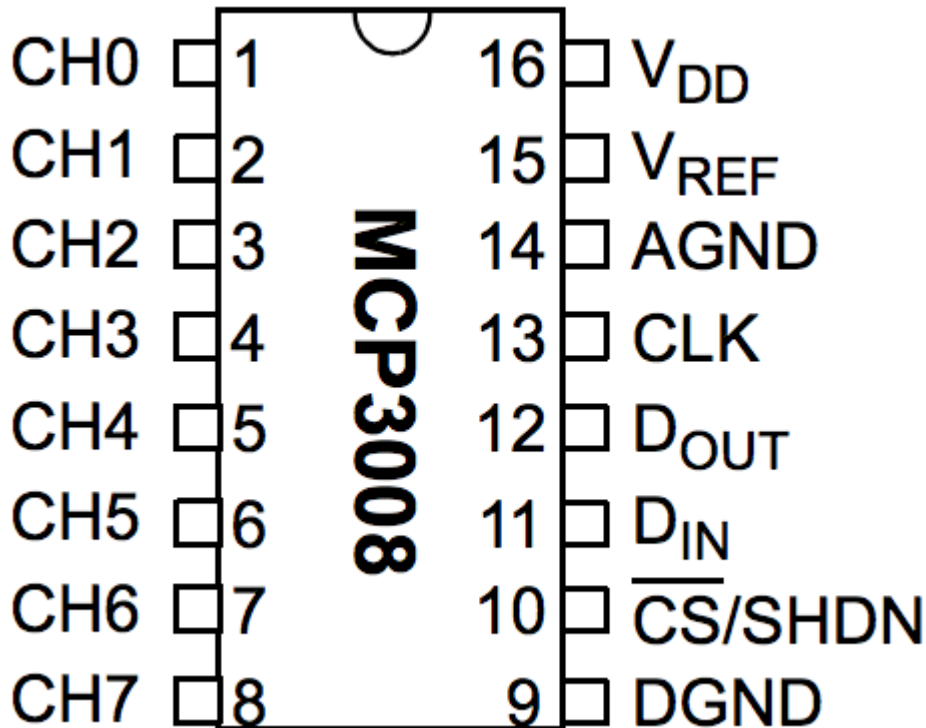 CH0 1 16 VDD
CH1 2 15 VREF
CH2 3 14 AGND
CH3 4 13 CLK
CH4 5 12 DOUT
CH5 6 11 DIN
CH6 7 10 CS/SHDN
CH7 8 9 DGND
MCP3008